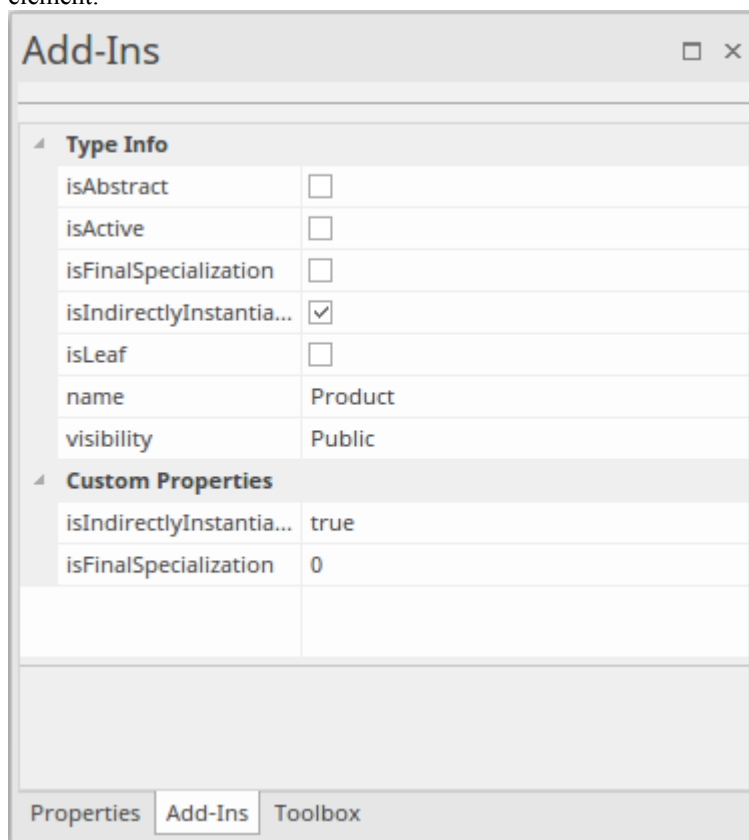 element.
Add-Ins
Type Info
isAbstract
isActive
isFinalSpecialization
isIndirectlyInstantia...
isLeaf
name Product
visibility Public
Custom Properties
isIndirectlyInstantia... true
isFinalSpecialization 0
Properties Add-Ins Toolbox